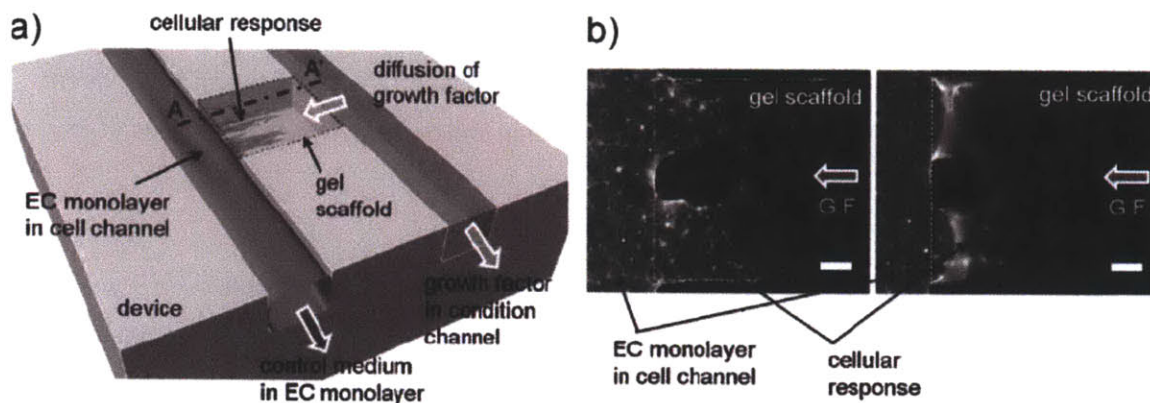 a)
cellular response
A
A'
diffusion of
growth factor
EC monolayer
in cell channel
gel
scaffold
device
growth factor
in condition
channel
control medium
in EC monolayer
b)
gel scaffold
G F
gel scaffold
G F
EC monolayer
in cell channel
cellular
response